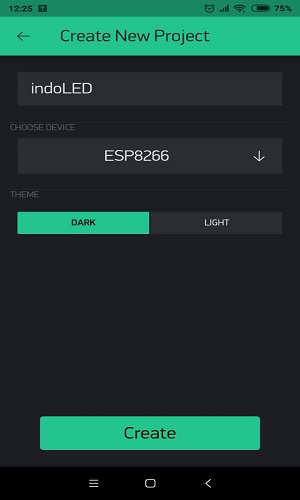 12:25
75%
Create New Project
indoLED
CHOOSE DEVICE
ESP8266
THEME
DARK
LIGHT
Create